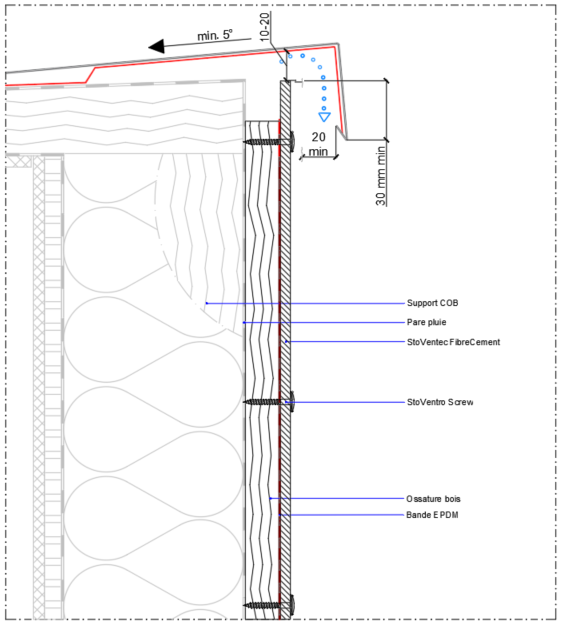 min. 5°
10-20
20
min
30 mm min
Support COB
Pare pluie
StoVentec FibreCement
StoVentro Screw
Ossature bois
Bande EPDM